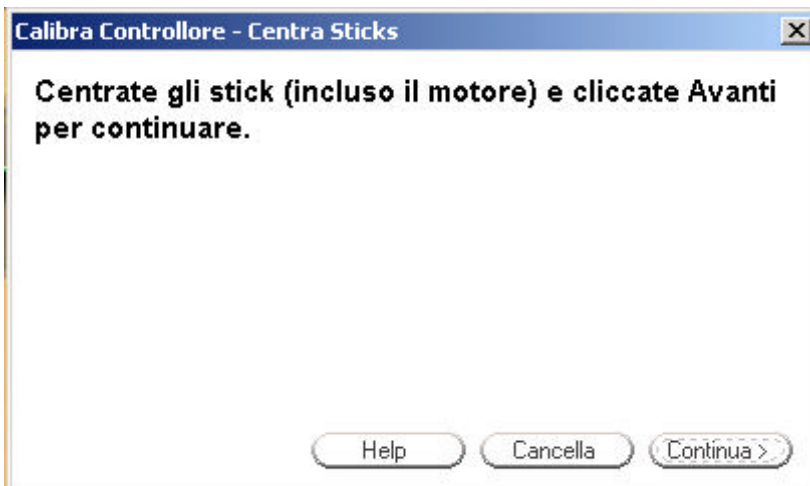 Calibra Controllore - Centra Sticks
Centrate gli stick (incluso il motore) e cliccate Avanti
per continuare.
Help Cancella Continua >